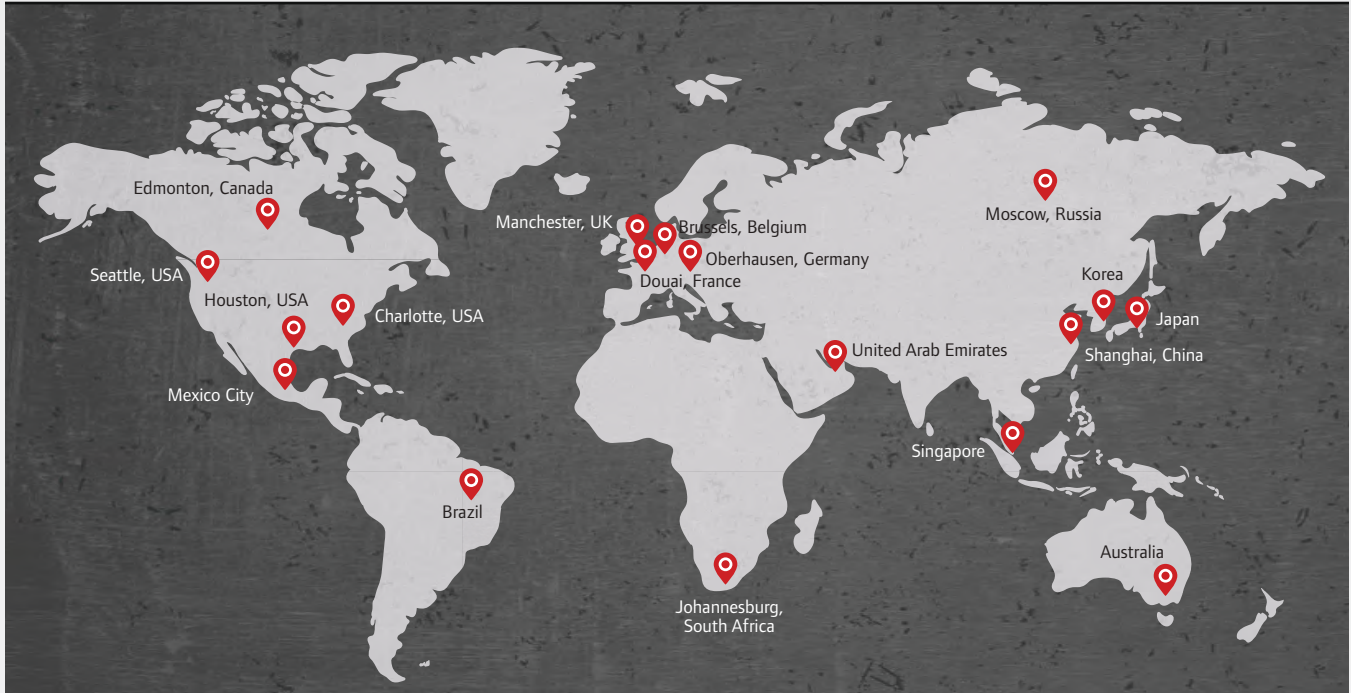 Edmonton, Canada
Moscow, Russia
Manchester, UK
Brussels, Belgium
Oberhausen, Germany
Douai, France
Seattle, USA
Korea
Houston, USA
Charlotte, USA
Japan
United Arab Emirates
Shanghai, China
Mexico City
Singapore
Brazil
Australia
Johannesburg,
South Africa